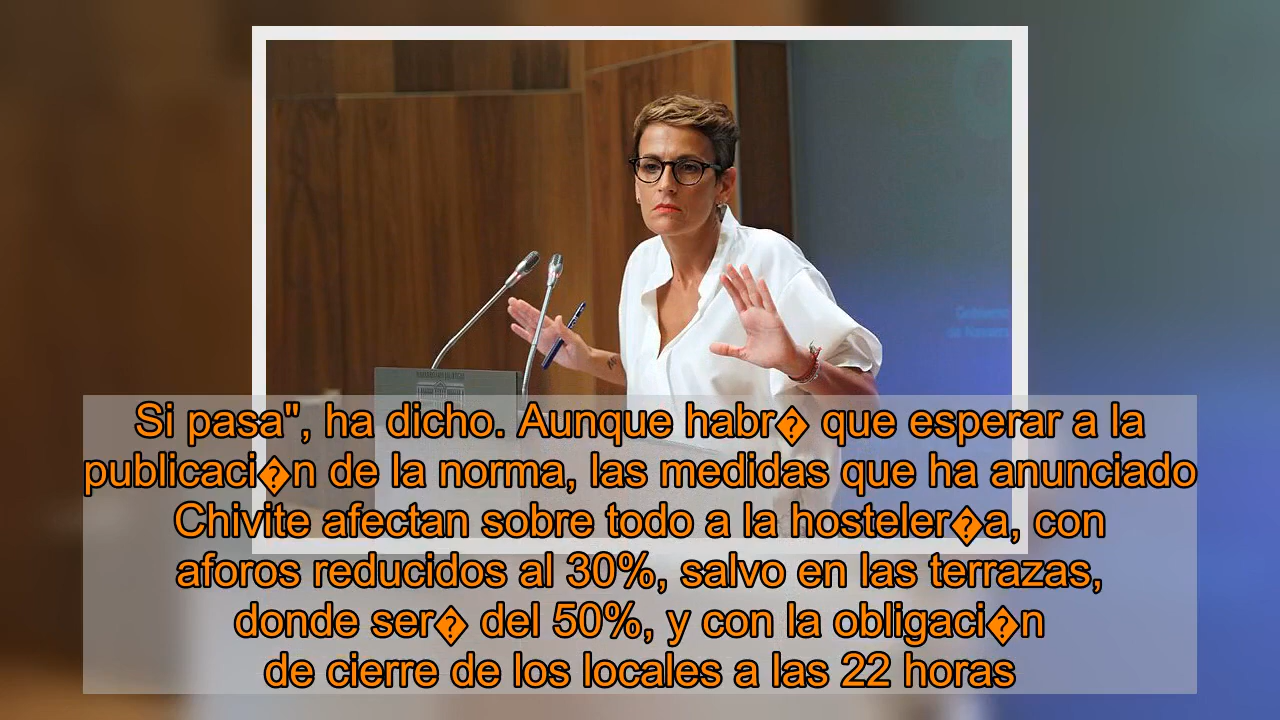 Si pasa", ha dicho. Aunque habr� que esperar a la
publicaci�n de la norma, las medidas que ha anunciado
Chivite afectan sobre todo a la hosteler�a, con
aforos reducidos al 30%, salvo en las terrazas,
donde ser� del 50%, y con la obligaci�n
de cierre de los locales a las 22 horas